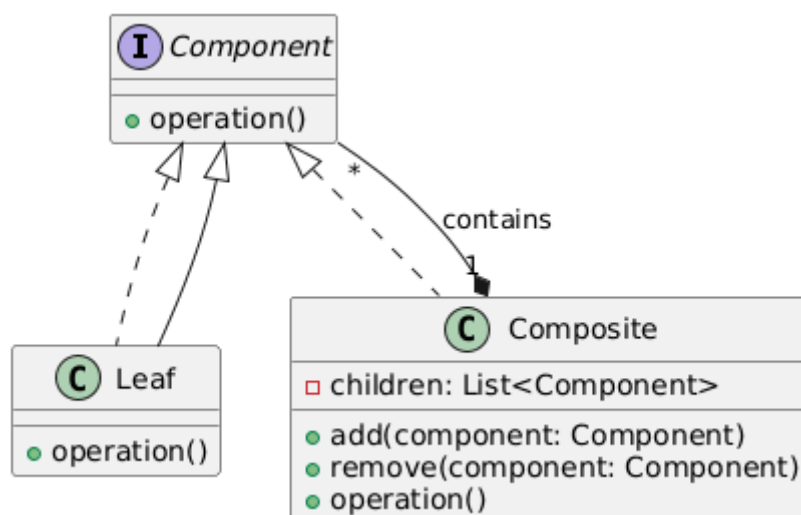 I Component
operation()
*
contains
1
C Leaf
operation()
C Composite
children: List<Component>
add(component: Component)
remove(component: Component)
operation()